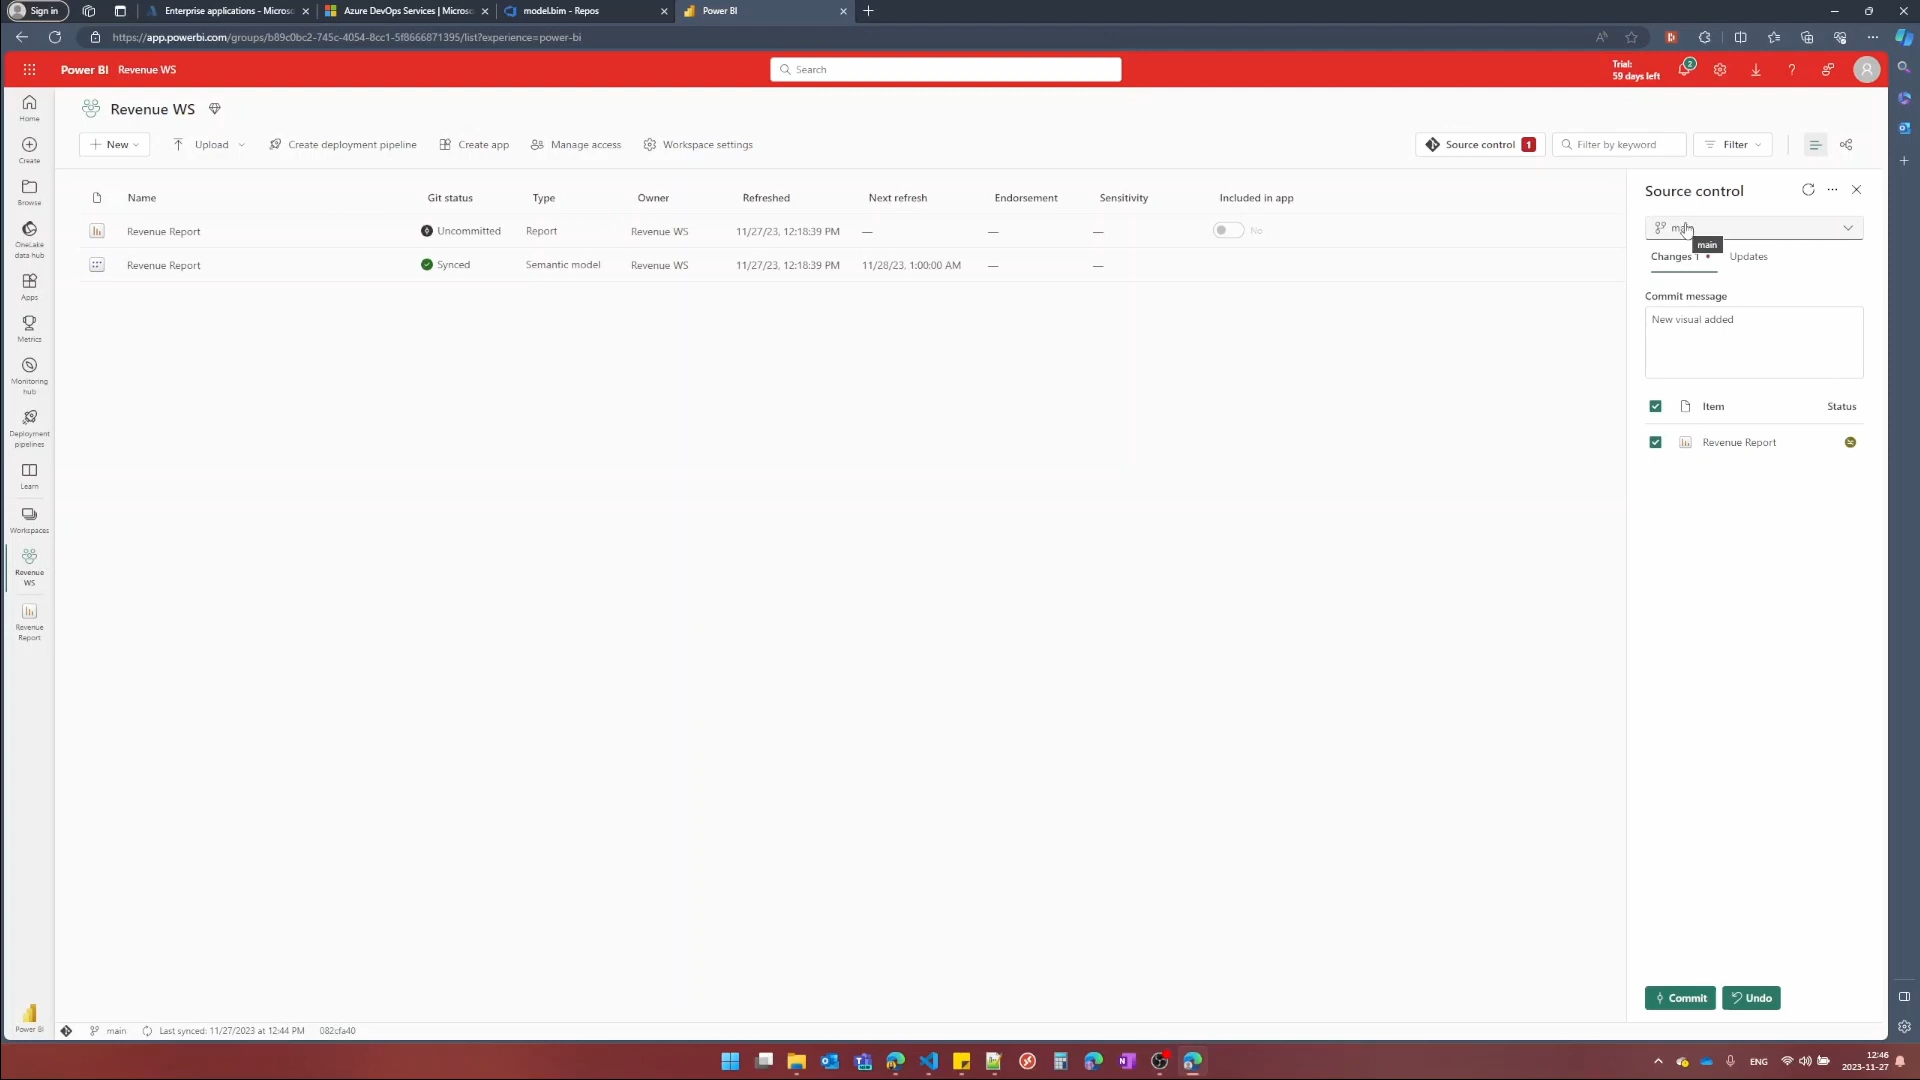 Sign in
Enterprise applications - Microso
Azure DevOps Services | Microso
model.bim - Repos
Power BI
https://app.powerbi.com/groups/b89c0bc2-745c-4054-8cc1-5f8666871395/list?experience=power-bi
Power BI Revenue WS
Search
Trial:
59 days left
2
Home
Create
Browse
OneLake
data hub
Apps
Metrics
Monitoring
hub
Deployment
pipelines
Learn
Workspaces
Revenue
WS
Revenue
Report
Power BI
Revenue WS
New
Upload
Create deployment pipeline
Create app
Manage access
Workspace settings
Source control 1
Filter by keyword
Filter
Name Git status Type Owner Refreshed Next refresh Endorsement Sensitivity Included in app
Revenue Report Uncommitted Report Revenue WS 11/27/23, 12:18:39 PM — — — No
Revenue Report Synced Semantic model Revenue WS 11/27/23, 12:18:39 PM 11/28/23, 1:00:00 AM — —
Source control
main
Changes 1 Updates
Commit message
New visual added
Item Status
Revenue Report
Commit Undo
main Last synced: 11/27/2023 at 12:44 PM 082cfa40
ENG
12:46
2023-11-27